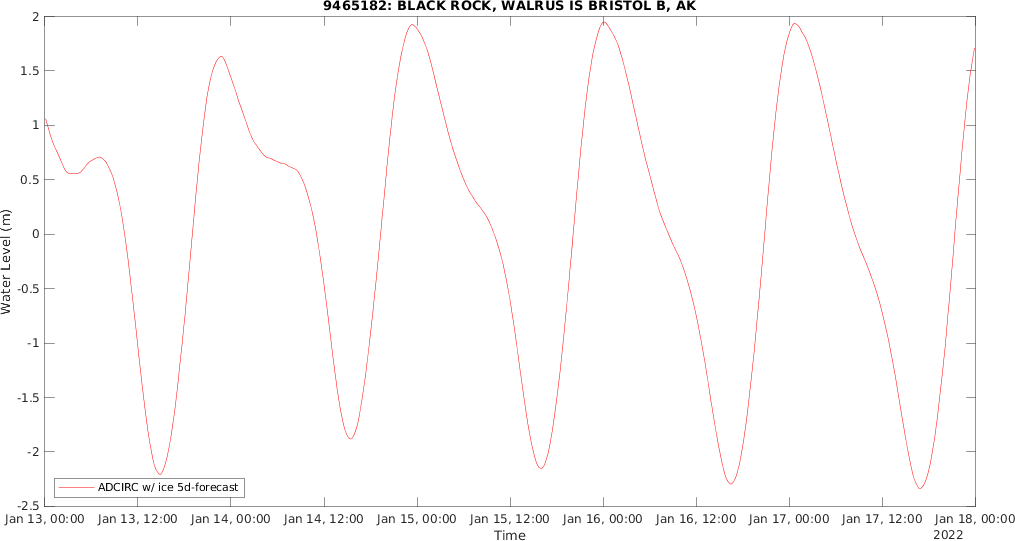 9465182: BLACK ROCK, WALRUS IS BRISTOL B, AK
Water Level (m)
2
1.5
1
0.5
0
-0.5
-1
-1.5
-2
-2.5
ADCIRC w/ ice 5d-forecast
Jan 13, 00:00 Jan 13, 12:00 Jan 14, 00:00 Jan 14, 12:00 Jan 15, 00:00 Jan 15, 12:00 Jan 16, 00:00 Jan 16, 12:00 Jan 17, 00:00 Jan 17, 12:00 Jan 18, 00:00
Time
2022